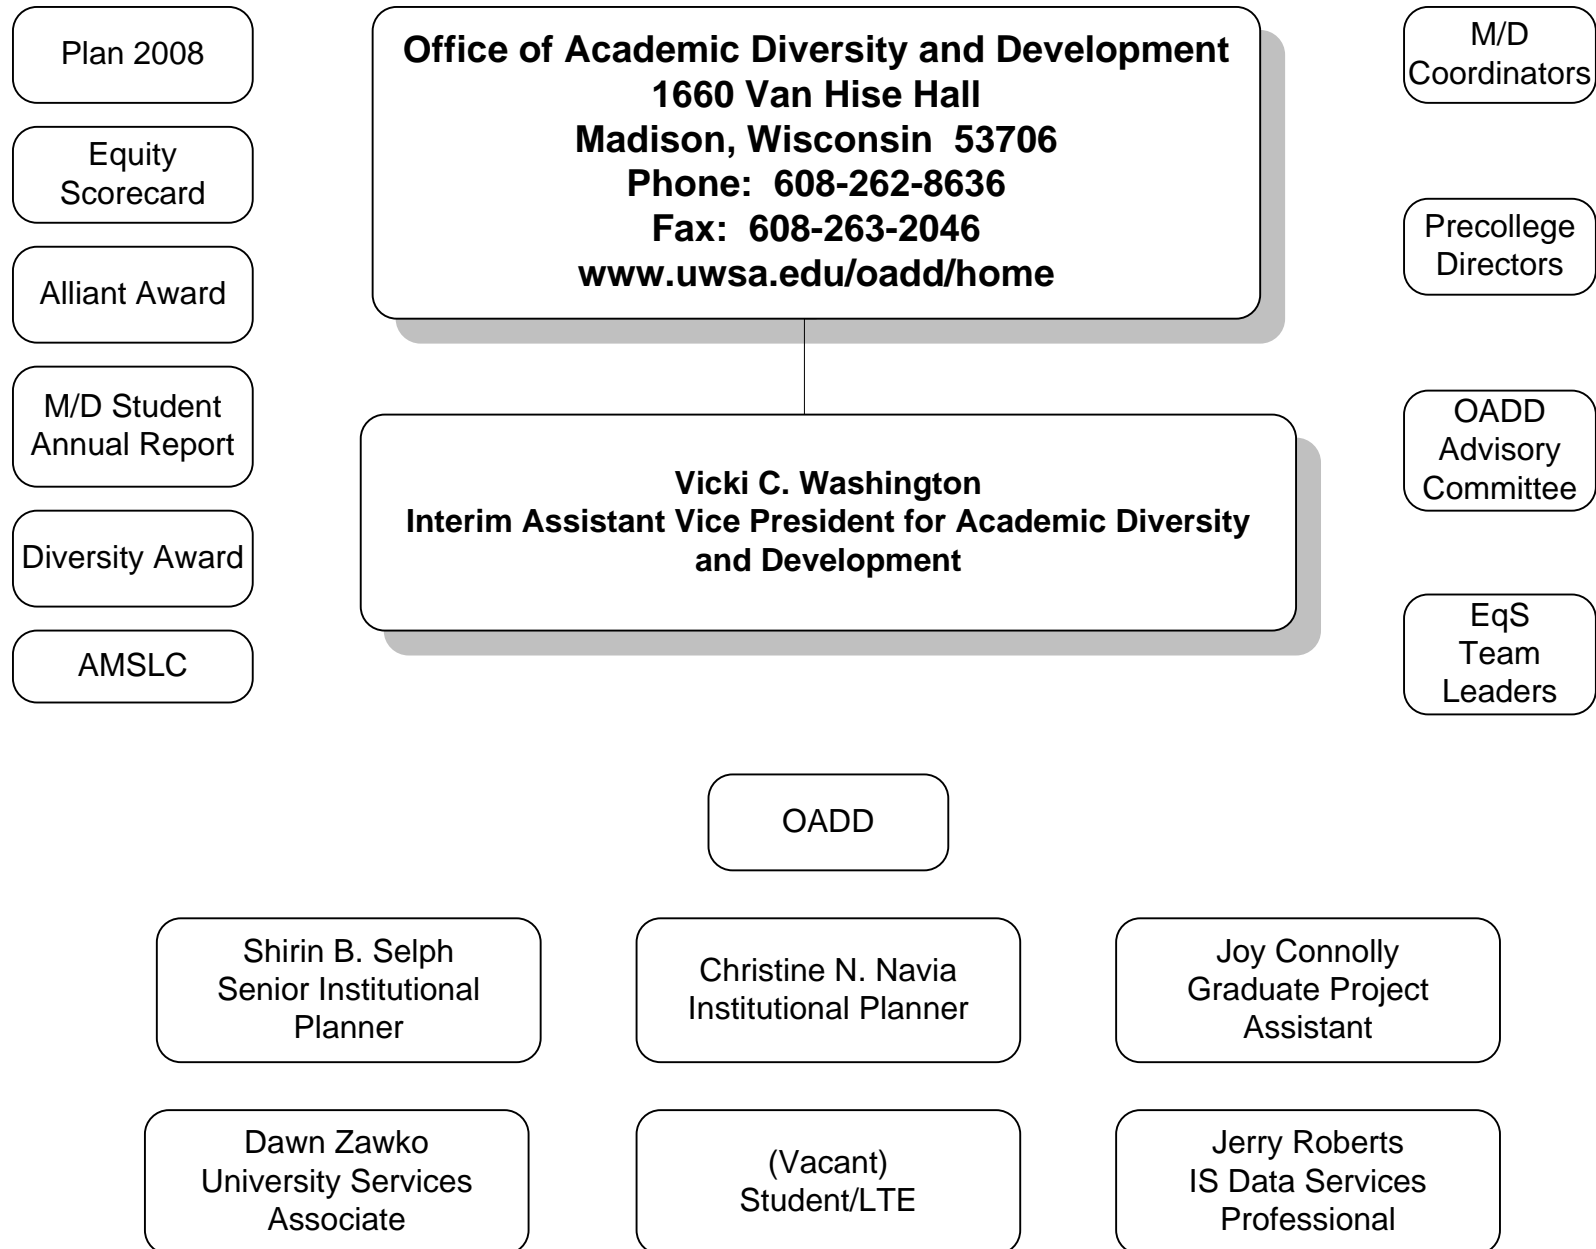 Plan 2008
Equity
Scorecard
Alliant Award
M/D Student
Annual Report
Diversity Award
AMSLC
Office of Academic Diversity and Development
1660 Van Hise Hall
Madison, Wisconsin  53706
Phone:  608-262-8636
Fax:  608-263-2046
www.uwsa.edu/oadd/home
Vicki C. Washington
Interim Assistant Vice President for Academic Diversity
and Development
M/D
Coordinators
Precollege
Directors
OADD
Advisory
Committee
EqS
Team
Leaders
OADD
Shirin B. Selph
Senior Institutional
Planner
Christine N. Navia
Institutional Planner
Joy Connolly
Graduate Project
Assistant
Dawn Zawko
University Services
Associate
(Vacant)
Student/LTE
Jerry Roberts
IS Data Services
Professional